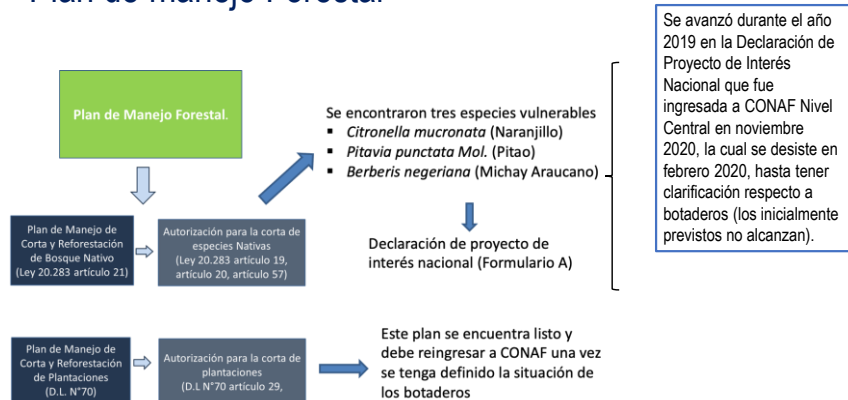 Plan de manejo Forestal
Plan de Manejo Forestal.
Plan de Manejo de
Corta y Reforestación
de Bosque Nativo
(Ley 20.283 artículo 21)
Autorización para la corta de
especies Nativas
(Ley 20.283 artículo 19,
artículo 20, artículo 57)
Se encontraron tres especies vulnerables
▪ Citronella mucronata (Naranjillo)
▪ Pitavia punctata Mol. (Pitao)
▪ Berberis negeriana (Michay Araucano)
Declaración de proyecto de
interés nacional (Formulario A)
Se avanzó durante el año
2019 en la Declaración de
Proyecto de Interés
Nacional que fue
ingresada a CONAF Nivel
Central en noviembre
2020, la cual se desiste en
febrero 2020, hasta tener
clarificación respecto a
botaderos (los inicialmente
previstos no alcanzan).
Plan de Manejo de
Corta y Reforestación
de Plantaciones
(D.L. N°70)
Autorización para la corta de
plantaciones
(D.L N°70 artículo 29,
Este plan se encuentra listo y
debe reingresar a CONAF una vez
se tenga definido la situación de
los botaderos